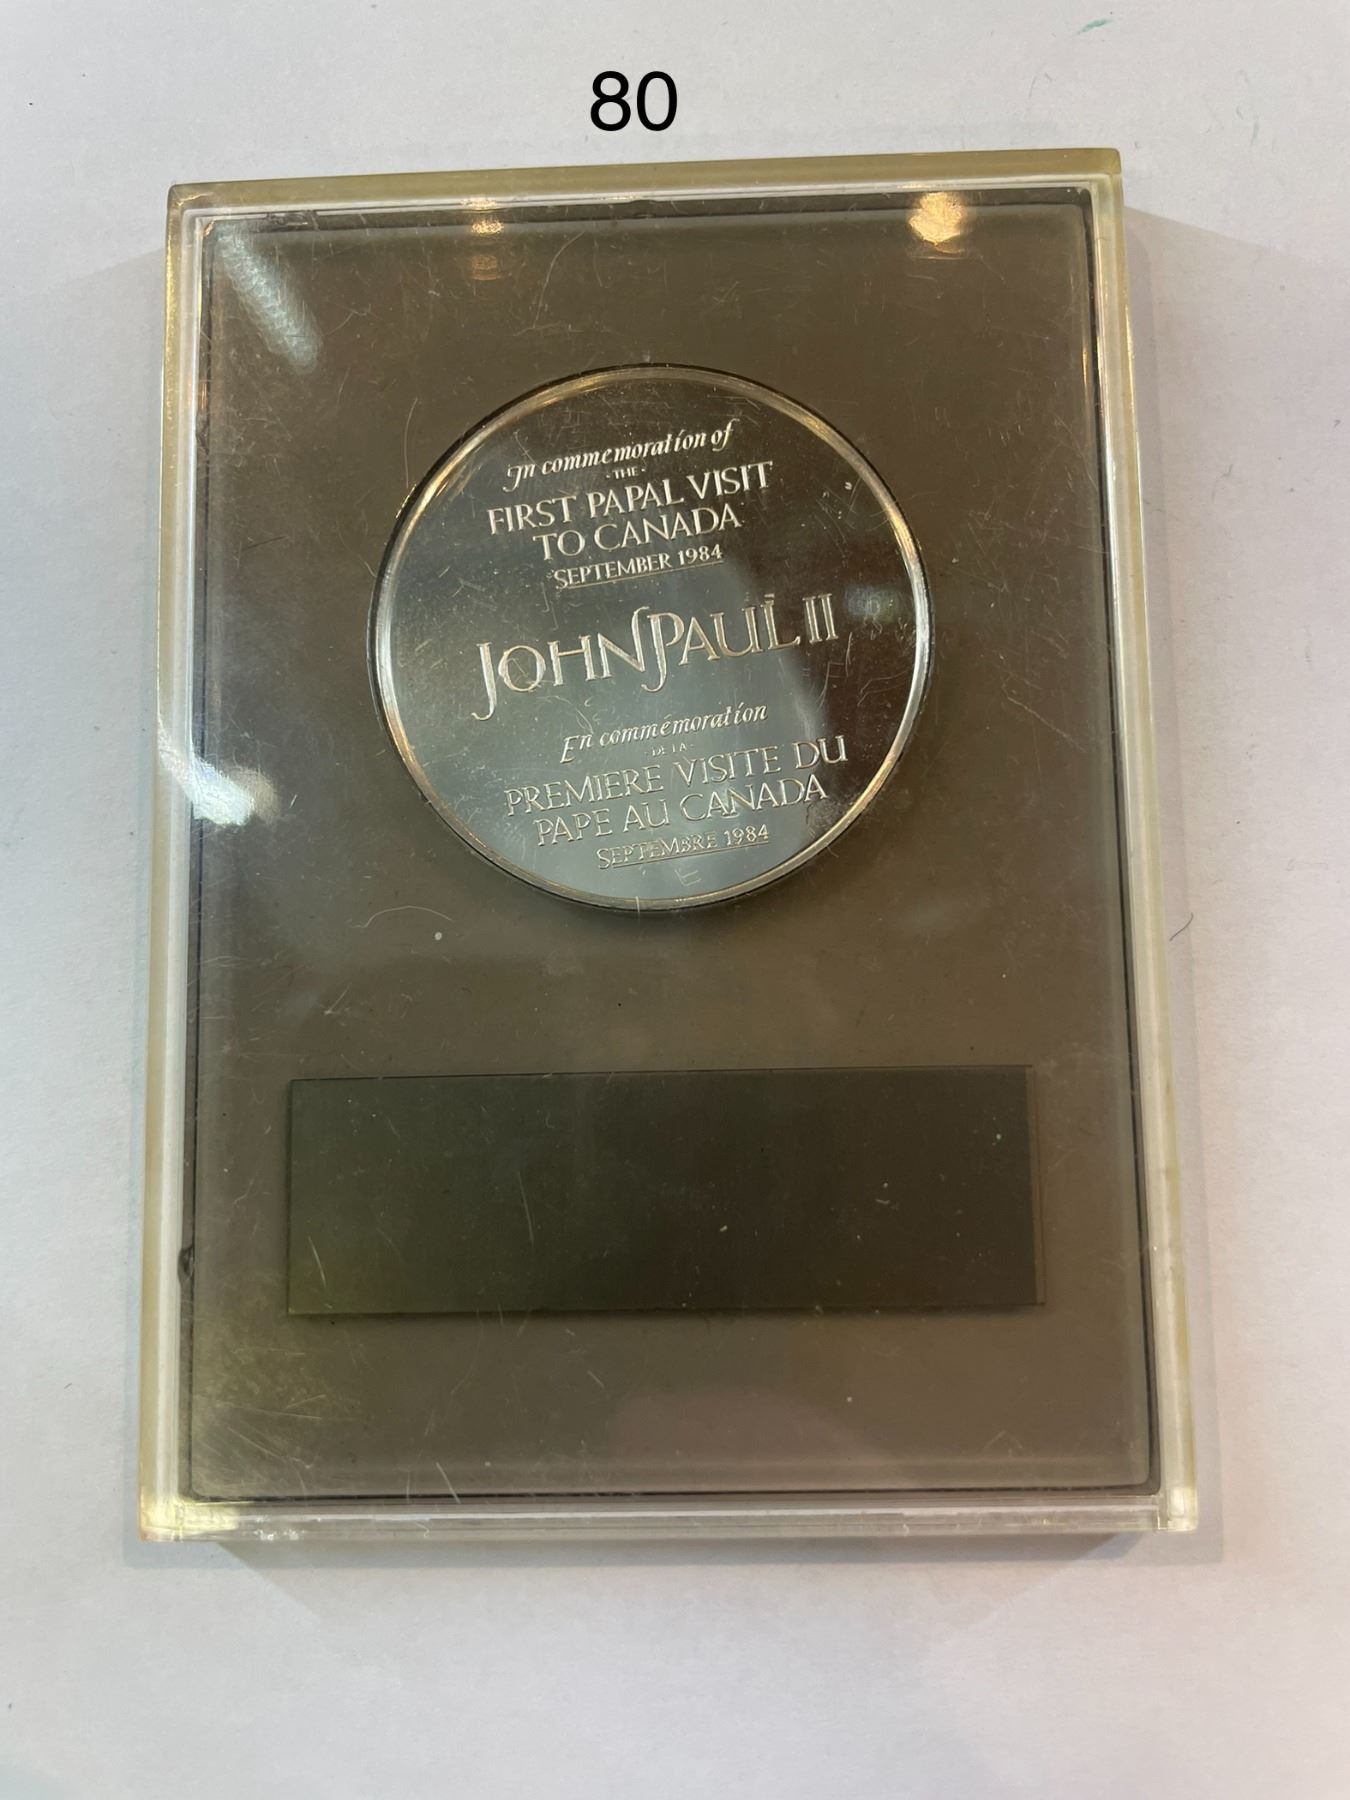 80
In commemoration of
·THE·
FIRST PAPAL VISIT
TO CANADA
SEPTEMBER 1984
JOHN PAUL II
En commémoration
·DE LA·
PREMIERE VISITE DU
PAPE AU CANADA
SEPTEMBRE 1984